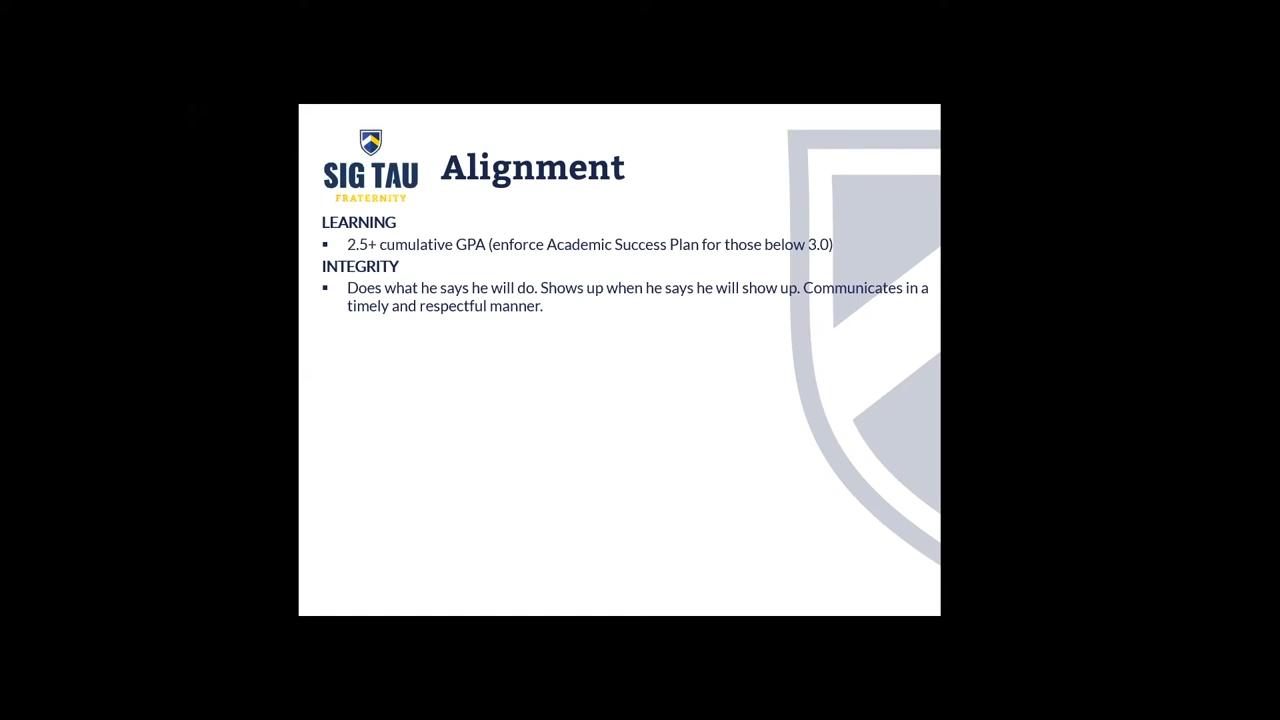 SIG TAU
FRATERNITY
Alignment
LEARNING
▪ 2.5+ cumulative GPA (enforce Academic Success Plan for those below 3.0)
INTEGRITY
▪ Does what he says he will do. Shows up when he says he will show up. Communicates in a
timely and respectful manner.